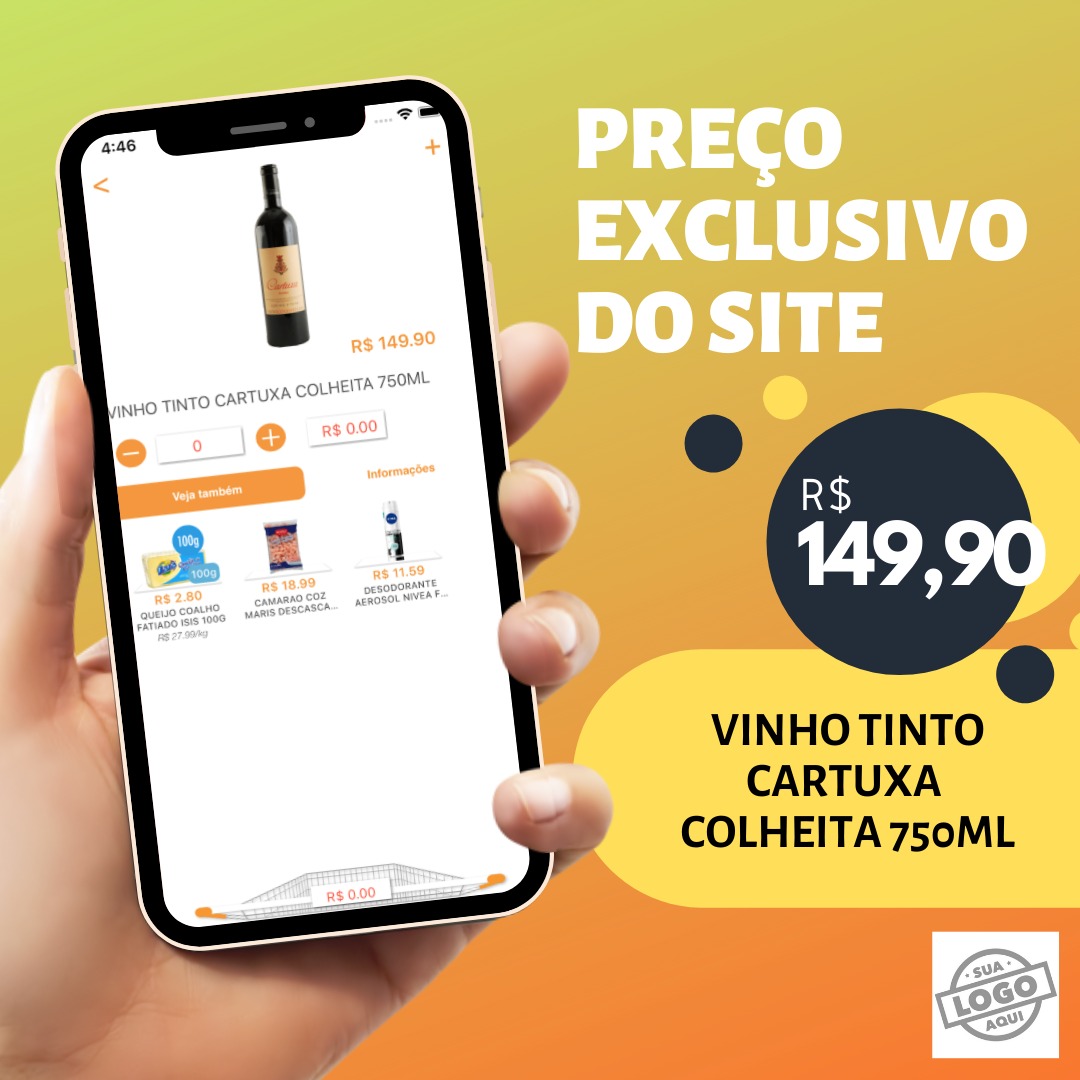 4:46
<
+
Cartuxa
R$ 149.90
VINHO TINTO CARTUXA COLHEITA 750ML
0
R$ 0.00
Veja também
Informações
100g
100g
R$ 2.80
QUEIJO COALHO
FATIADO ISIS 100G
R$ 27.99/kg
R$ 18.99
CAMARAO COZ
MARIS DESCASCA...
NIVEA
R$ 11.59
DESODORANTE
AEROSOL NIVEA F...
R$ 0.00
PREÇO
EXCLUSIVO
DO SITE
R$
149,90
VINHO TINTO
CARTUXA
COLHEITA 750ML
SUA
LOGO
AQUI